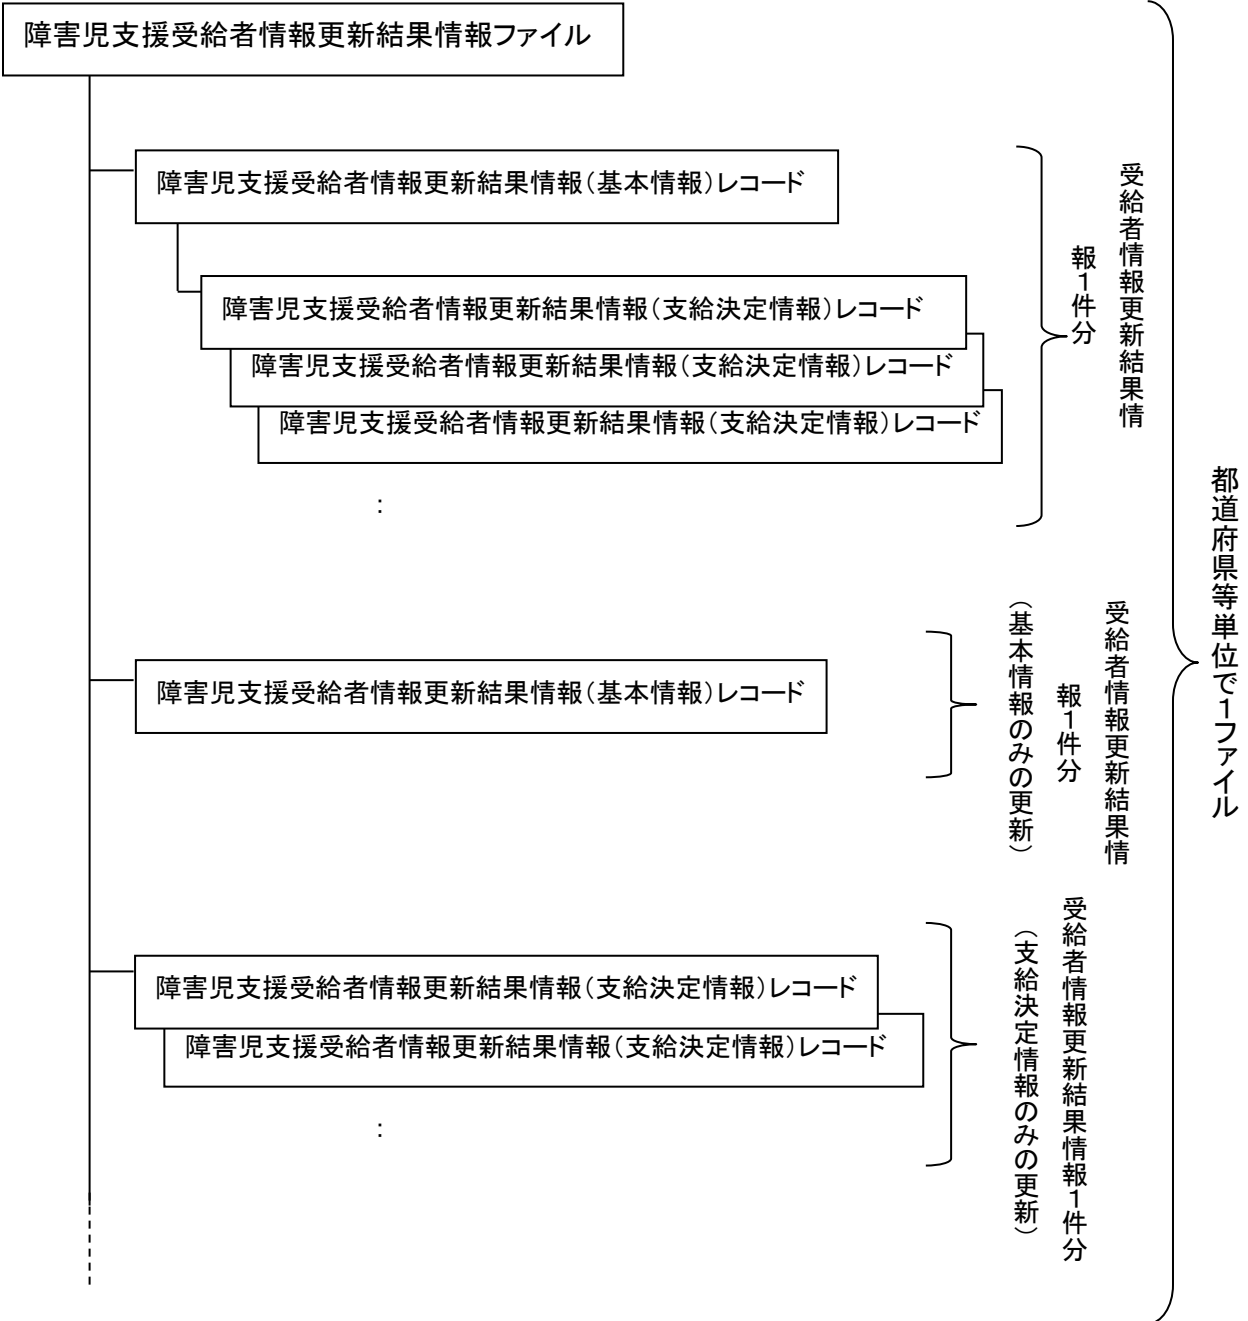 障害児支援受給者情報更新結果情報ファイル
障害児支援受給者情報更新結果情報(基本情報)レコード
障害児支援受給者情報更新結果情報(支給決定情報)レコード
障害児支援受給者情報更新結果情報(支給決定情報)レコード
障害児支援受給者情報更新結果情報(支給決定情報)レコード
:
受給者情報更新結果情
報1件分
障害児支援受給者情報更新結果情報(基本情報)レコード
受給者情報更新結果情
報1件分
(基本情報のみの更新)
障害児支援受給者情報更新結果情報(支給決定情報)レコード
障害児支援受給者情報更新結果情報(支給決定情報)レコード
:
受給者情報更新結果情報1件分
(支給決定情報のみの更新)
都道府県等単位で1ファイル